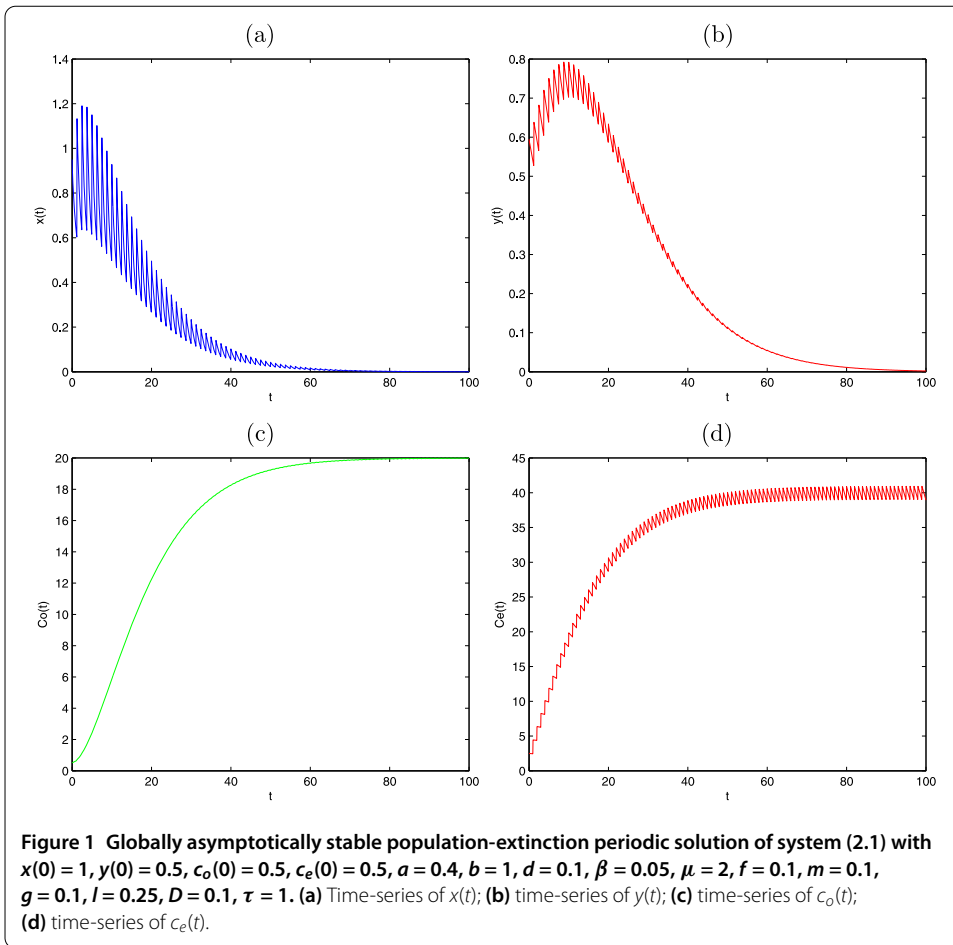 (a)
1.4
1.2
1
0.8
0.6
0.4
0.2
0
x(t)
0 20 40 60 80 100
t
(b)
0.8
0.7
0.6
0.5
0.4
0.3
0.2
0.1
0
y(t)
0 20 40 60 80 100
t
(c)
20
18
16
14
12
10
8
6
4
2
0
Co(t)
0 20 40 60 80 100
t
(d)
45
40
35
30
25
20
15
10
5
0
Ce(t)
0 20 40 60 80 100
t
Figure 1 Globally asymptotically stable population-extinction periodic solution of system (2.1) with
x(0) = 1, y(0) = 0.5, c_o(0) = 0.5, c_e(0) = 0.5, a = 0.4, b = 1, d = 0.1, β = 0.05, μ = 2, f = 0.1, m = 0.1,
g = 0.1, l = 0.25, D = 0.1, τ = 1. (a) Time-series of x(t); (b) time-series of y(t); (c) time-series of c_o(t);
(d) time-series of c_e(t).